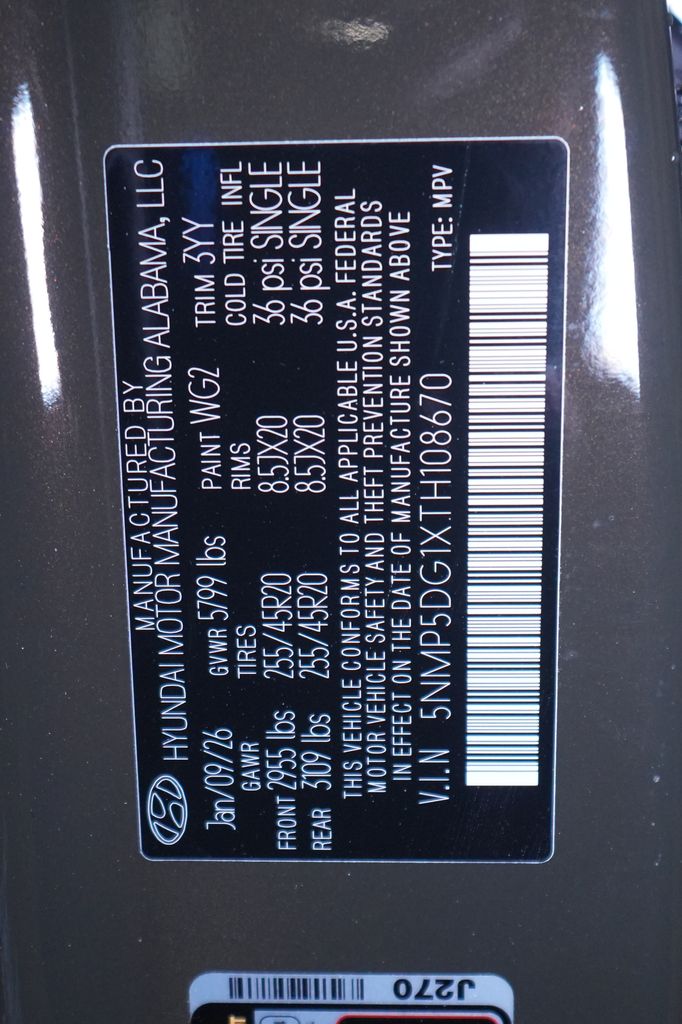 MANUFACTURED BY
HYUNDAI MOTOR MANUFACTURING ALABAMA, LLC
Jan/09/26 GVWR 5799 lbs PAINT WG2 TRIM 3YY
GAWR TIRES RIMS COLD TIRE INFL
FRONT 2955 lbs 255/45R20 8.5JX20 36 psi SINGLE
REAR 3109 lbs 255/45R20 8.5JX20 36 psi SINGLE
THIS VEHICLE CONFORMS TO ALL APPLICABLE U.S.A. FEDERAL
MOTOR VEHICLE SAFETY AND THEFT PREVENTION STANDARDS
IN EFFECT ON THE DATE OF MANUFACTURE SHOWN ABOVE
V.I.N 5NMP5DG1XTH108670 TYPE: MPV
J270